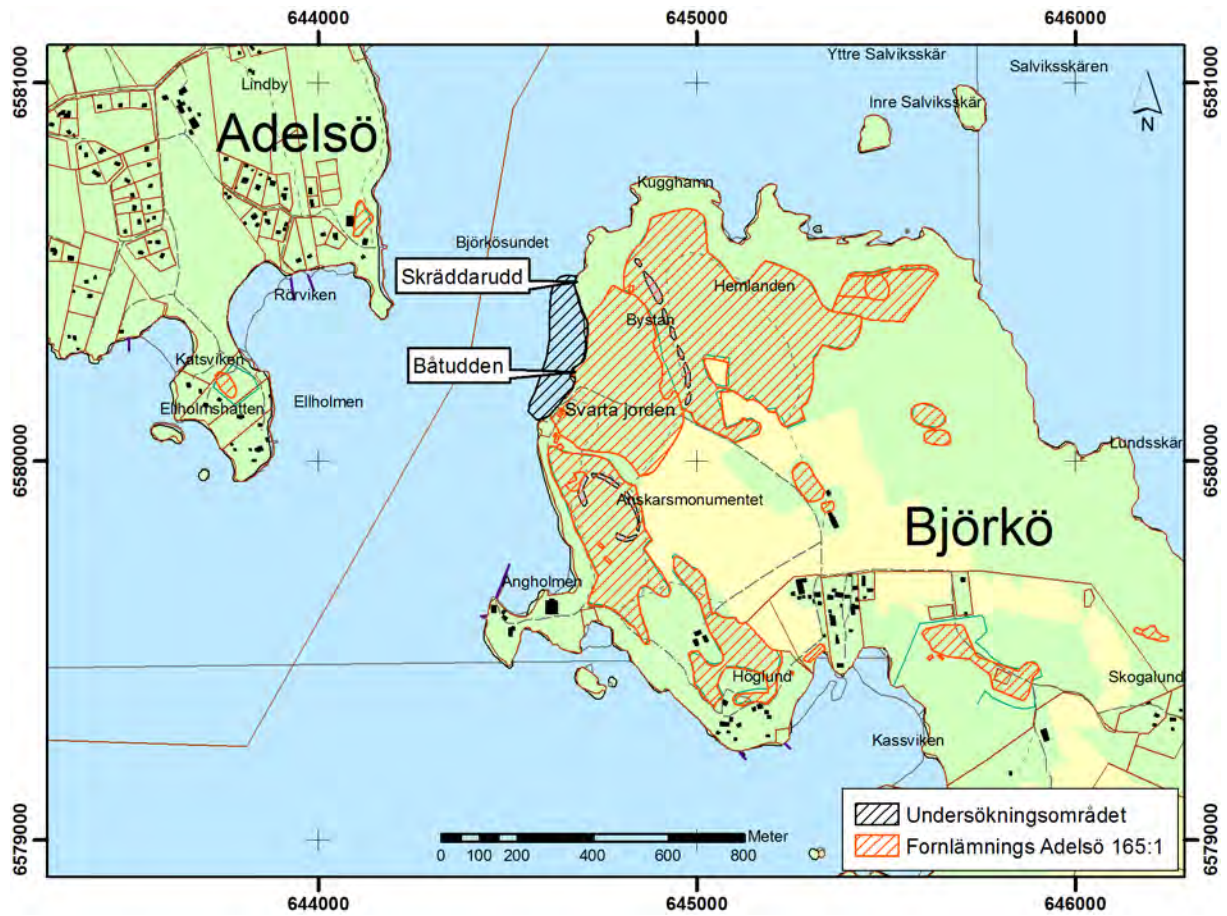 644000
645000
646000
6581000
6581000
Yttre Salviksskär
Salviksskären
Lindby
Inre Salviksskär
N
Adelsö
Kugghamn
Björkösundet
Skräddarudd
Hemlanden
Rörviken
Bystan
Katsviken
Båtudden
Ellholmshatten
Ellholmen
Svarta jorden
Lundsskär
6580000
6580000
Anskarsmonumentet
Björkö
Ängholmen
Höglund
Skogalund
Kassviken
Undersökningsområdet
Fornlämnings Adelsö 165:1
Meter
0 100 200 400 600 800
6579000
6579000
644000
645000
646000